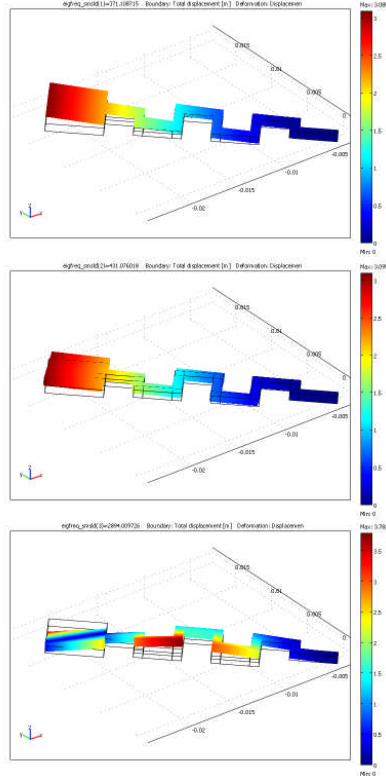 eigfreq_smsld(1)=371.108715 Boundary: Total displacement [m] Deformation: Displacemen
Max: 3.085
3
2.5
2
1.5
1
0.5
0
Min: 0
0.015
0.01
0.005
0
-0.005
-0.01
-0.015
-0.02
z
y
x
eigfreq_smsld(2)=431.076018 Boundary: Total displacement [m] Deformation: Displacemen
3
2.5
2
1.5
1
0.5
0
Min: 0
0.015
0.01
0.005
0
-0.005
-0.01
-0.015
-0.02
z
y
x
eigfreq_smsld(3)=2894.009726 Boundary: Total displacement [m] Deformation: Displacemen
3.5
3
2.5
2
1.5
1
0.5
0
Min: 0
0.015
0.01
0.005
0
-0.005
-0.01
-0.015
-0.02
z
y
x